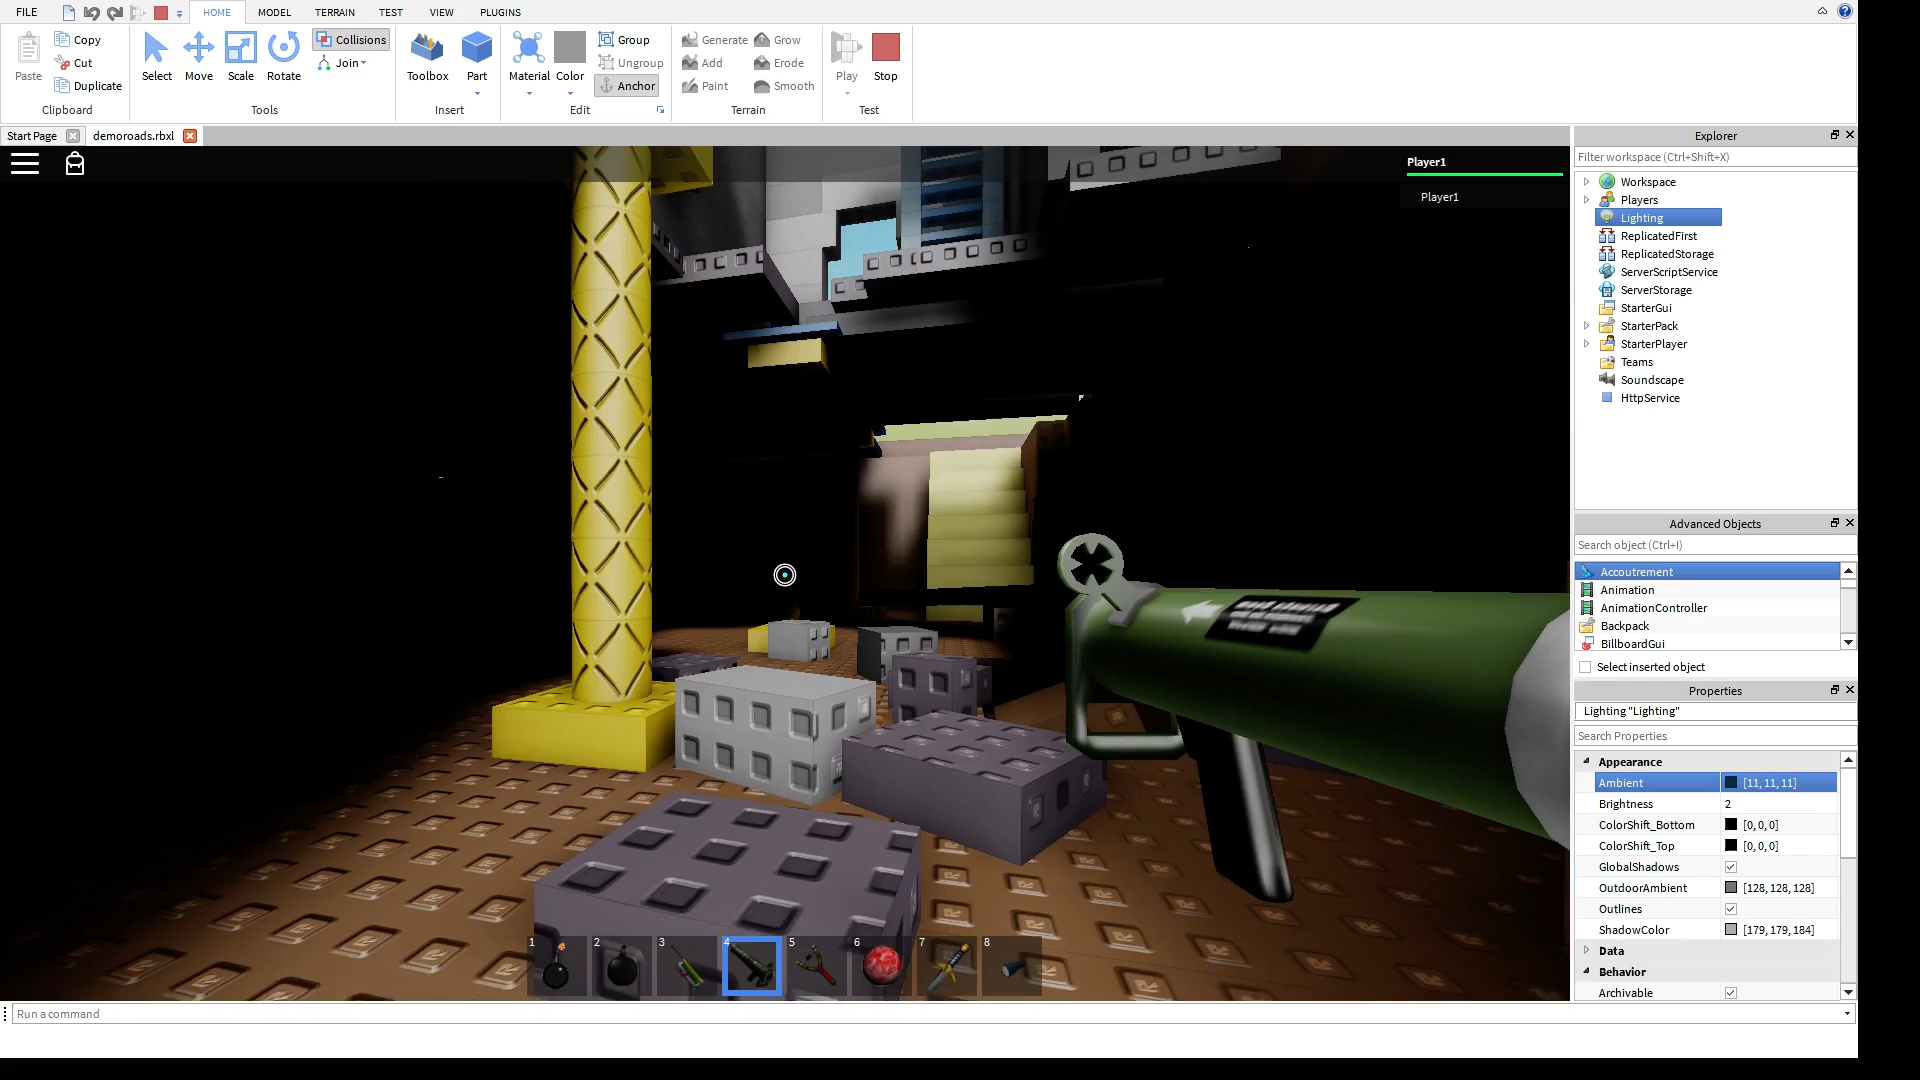 FILE HOME MODEL TERRAIN TEST VIEW PLUGINS
Paste Copy Cut Duplicate
Select Move Scale Rotate Collisions Join
Toolbox Part
Material Color Group Ungroup Anchor
Generate Add Paint Grow Erode Smooth
Play Stop
Clipboard Tools Insert Edit Terrain Test
Start Page demoroads.rbxl
Player1
Player1
1 2 3 4 5 6 7 8
Run a command
Explorer
Filter workspace (Ctrl+Shift+X)
Workspace
Players
Lighting
ReplicatedFirst
ReplicatedStorage
ServerScriptService
ServerStorage
StarterGui
StarterPack
StarterPlayer
Teams
Soundscape
HttpService
Advanced Objects
Search object (Ctrl+I)
Accoutrement
Animation
AnimationController
Backpack
BillboardGui
Select inserted object
Properties
Lighting "Lighting"
Search Properties
Appearance
Ambient [11, 11, 11]
Brightness 2
ColorShift_Bottom [0, 0, 0]
ColorShift_Top [0, 0, 0]
GlobalShadows
OutdoorAmbient [128, 128, 128]
Outlines
ShadowColor [179, 179, 184]
Data
Behavior
Archivable